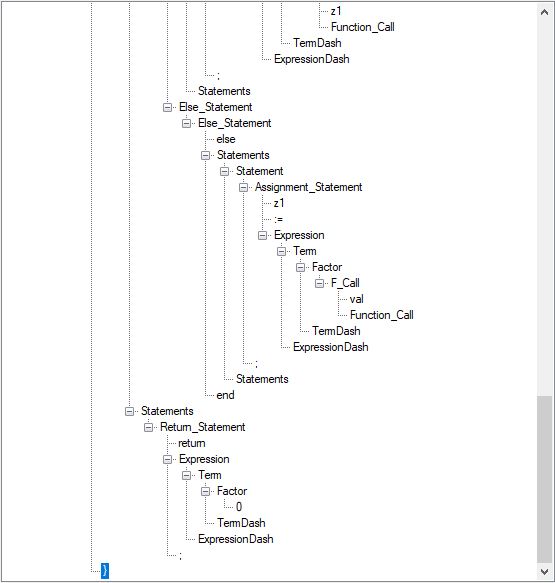 z1
Function_Call
TermDash
ExpressionDash
;
Statements
Else_Statement
Else_Statement
else
Statements
Statement
Assignment_Statement
z1
:=
Expression
Term
Factor
F_Call
val
Function_Call
TermDash
ExpressionDash
;
Statements
end
Statements
Return_Statement
return
Expression
Term
Factor
0
TermDash
ExpressionDash
;
}